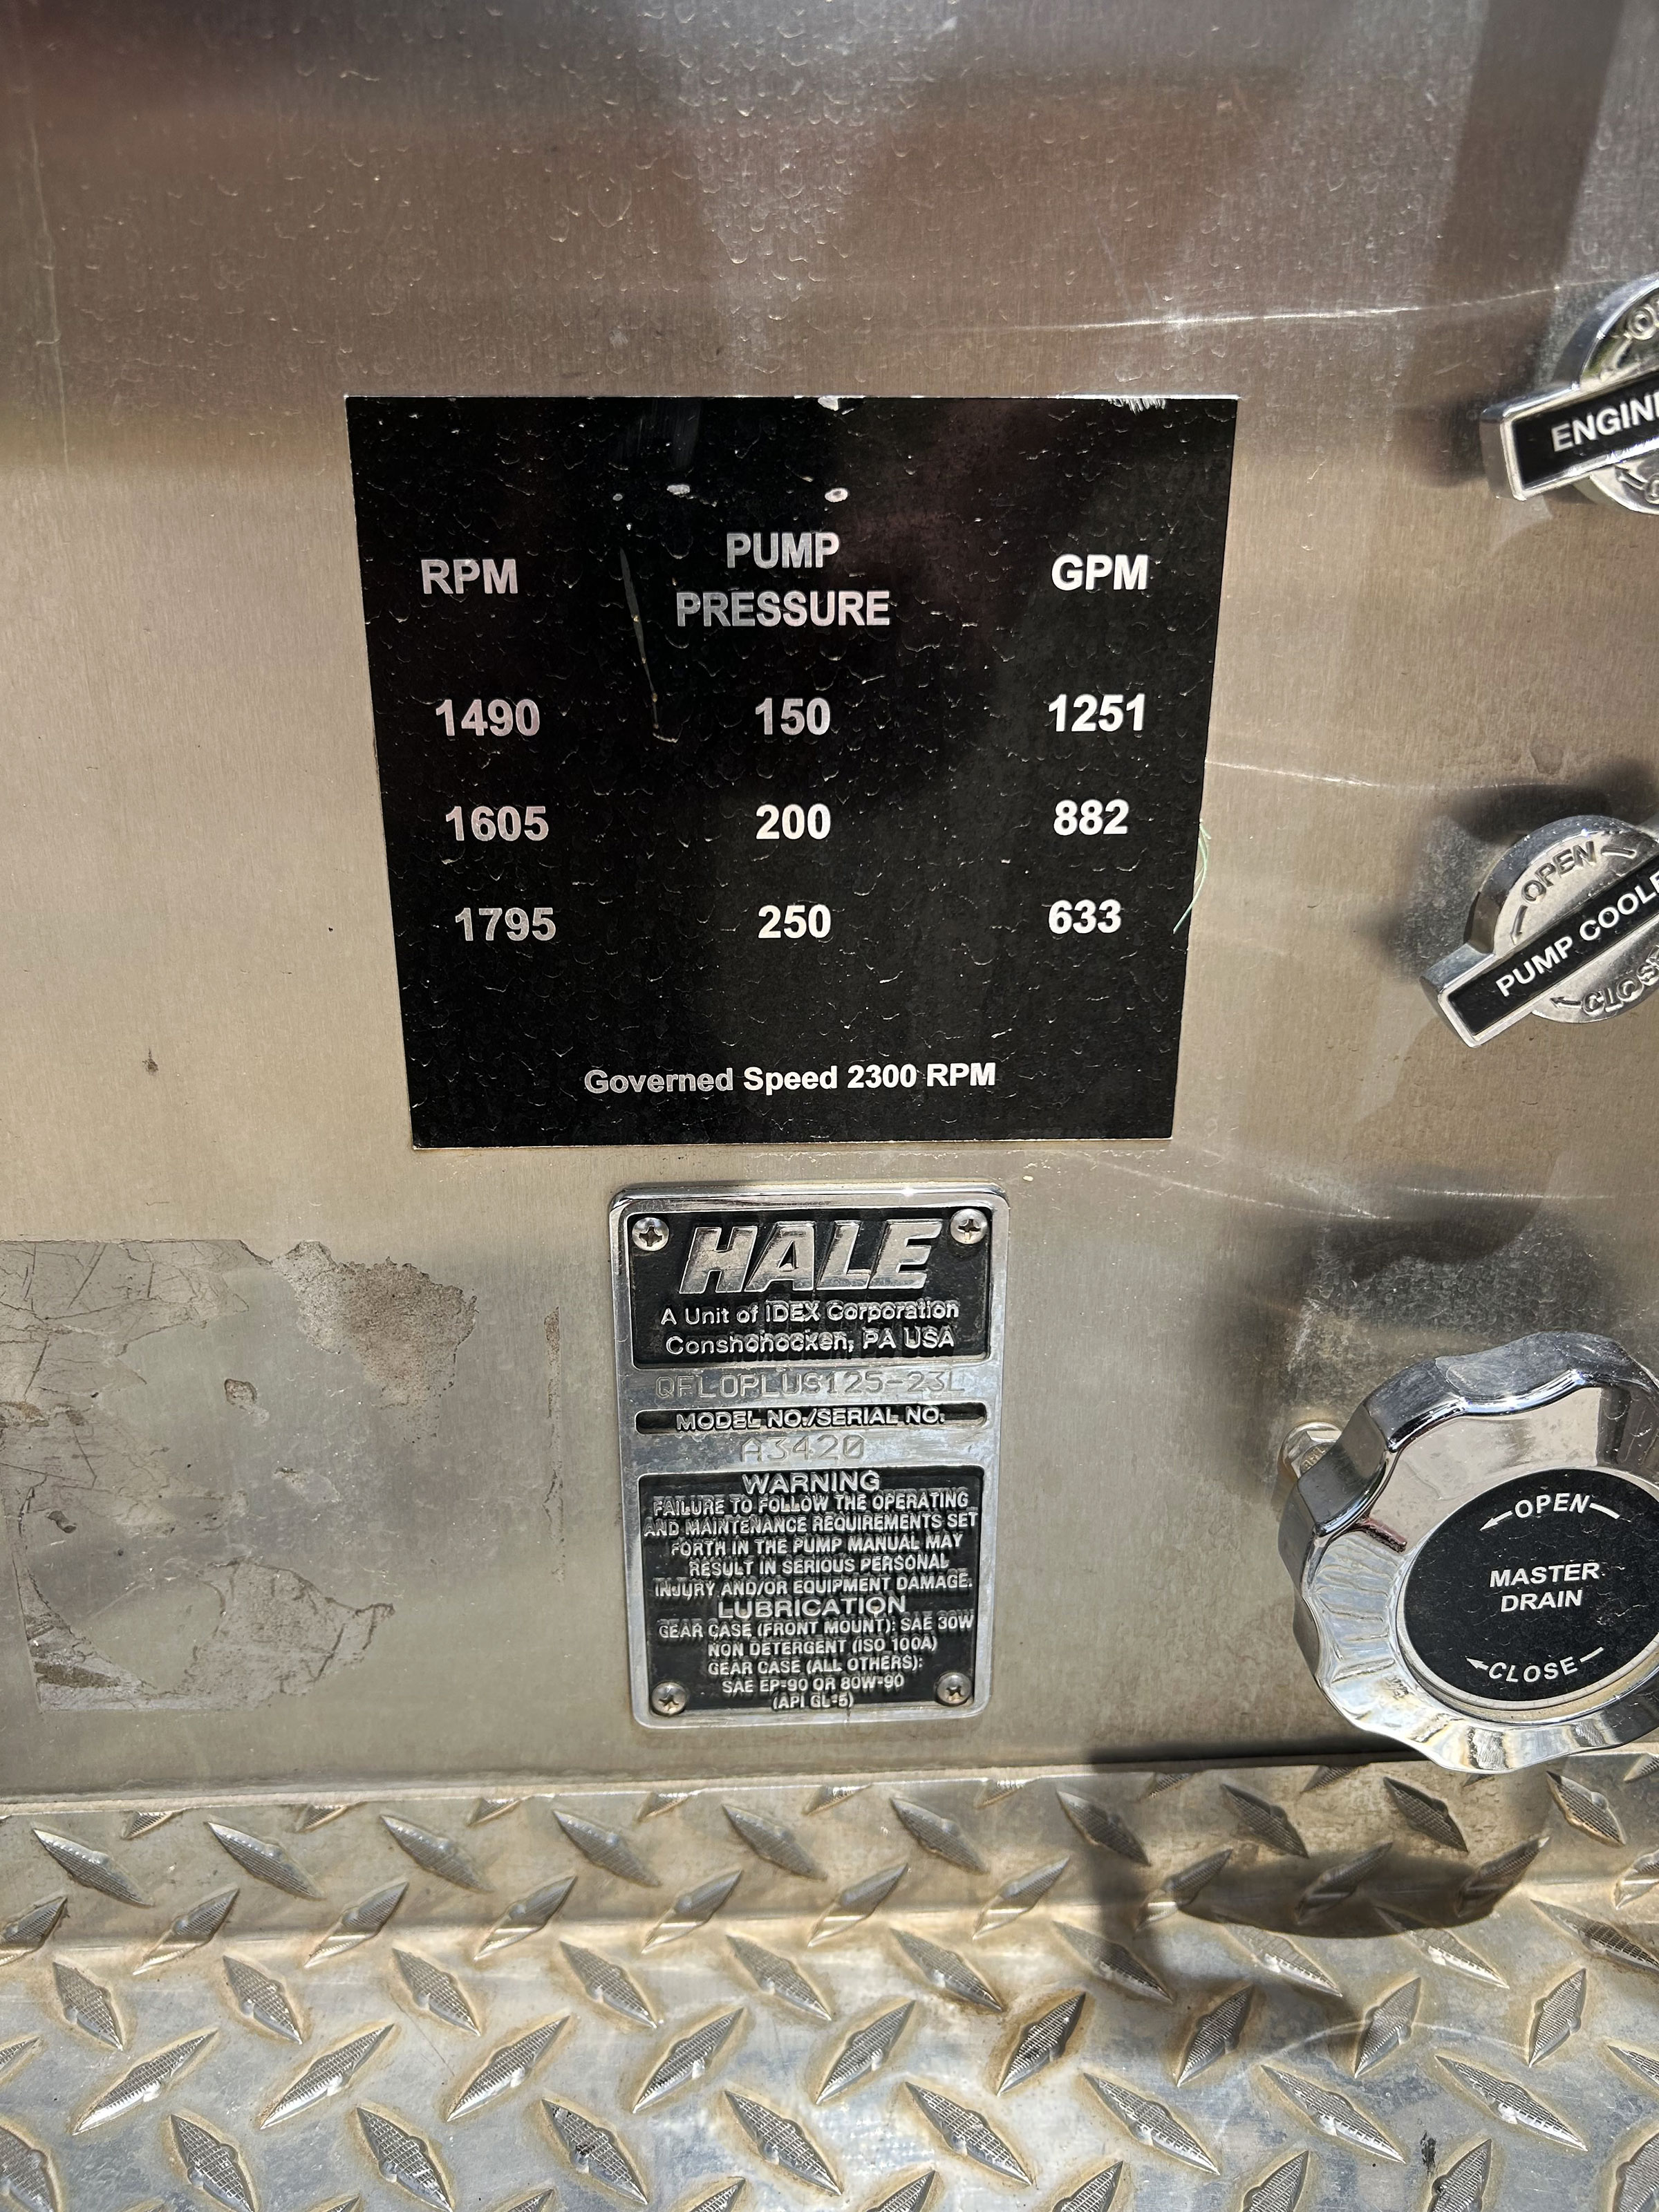 RPM PUMP PRESSURE GPM
1490 150 1251
1605 200 882
1795 250 633
Governed Speed 2300 RPM
HALE
A Unit of IDEX Corporation
Conshohocken, PA USA
QFLOPLUS125-23L
MODEL NO./SERIAL NO.
A3420
WARNING
FAILURE TO FOLLOW THE OPERATING
AND MAINTENANCE REQUIREMENTS SET
FORTH IN THE PUMP MANUAL MAY
RESULT IN SERIOUS PERSONAL
INJURY AND/OR EQUIPMENT DAMAGE.
LUBRICATION
GEAR CASE (FRONT MOUNT): SAE 30W
NON DETERGENT (ISO 100A)
GEAR CASE (ALL OTHERS):
SAE EP-90 OR 80W-90
(API GL-5)
OPEN
PUMP
OPEN
MASTER
DRAIN
CLOSE